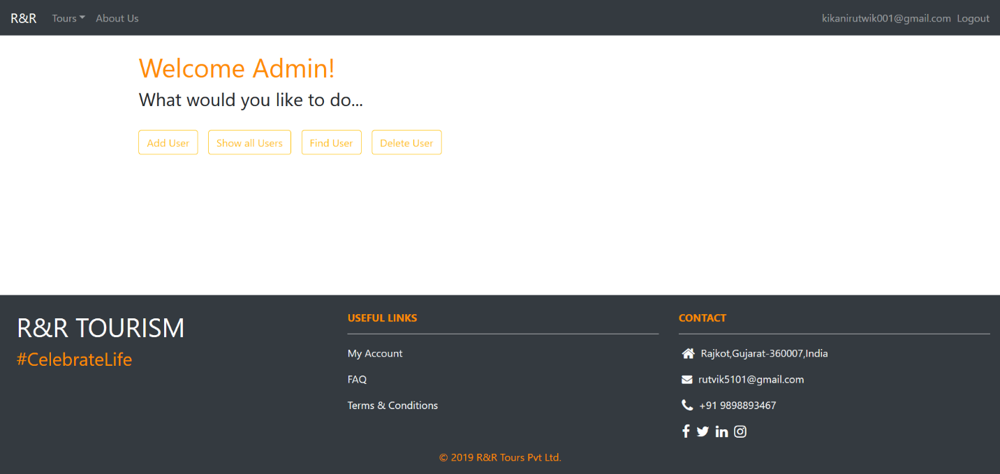 R&R Tours About Us kikanirutwik001@gmail.com Logout
Welcome Admin!
What would you like to do...
Add User Show all Users Find User Delete User
R&R TOURISM
#CelebrateLife
USEFUL LINKS
My Account
FAQ
Terms & Conditions
CONTACT
Rajkot,Gujarat-360007,India
rutvik5101@gmail.com
+91 9898893467
© 2019 R&R Tours Pvt Ltd.